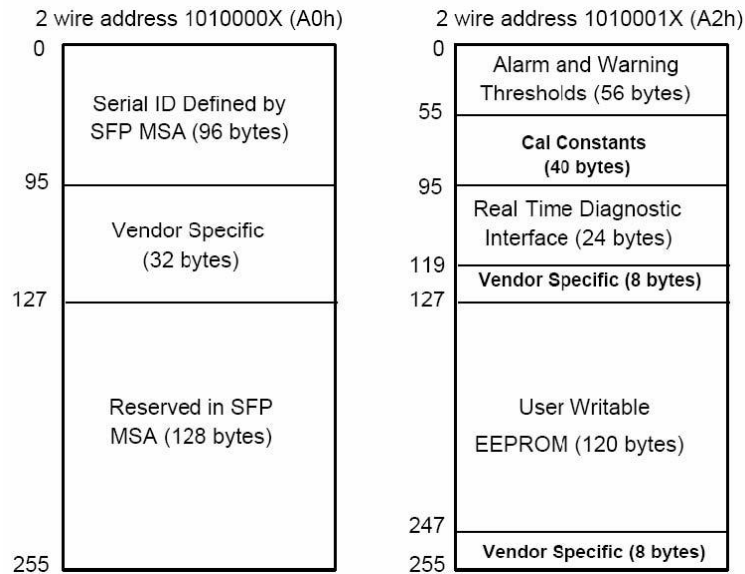 2 wire address 1010000X (A0h)
0
Serial ID Defined by
SFP MSA (96 bytes)
95
Vendor Specific
(32 bytes)
127
Reserved in SFP
MSA (128 bytes)
255
2 wire address 1010001X (A2h)
0
Alarm and Warning
Thresholds (56 bytes)
55
Cal Constants
(40 bytes)
95
Real Time Diagnostic
Interface (24 bytes)
119
Vendor Specific (8 bytes)
127
User Writable
EEPROM (120 bytes)
247
Vendor Specific (8 bytes)
255